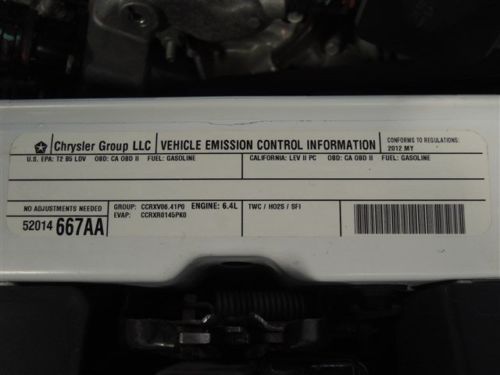 Chrysler Group LLC VEHICLE EMISSION CONTROL INFORMATION CONFORMS TO REGULATIONS:
2012 MY
U.S. EPA: T2 B5 LDV OBD: CA OBD II FUEL: GASOLINE CALIFORNIA: LEV II PC OBD: CA OBD II FUEL: GASOLINE
NO ADJUSTMENTS NEEDED GROUP: CCRXV06.41P0 ENGINE: 6.4L TWC / HO2S / SFI
EVAP: CCRXR0145PK0
52014 667AA